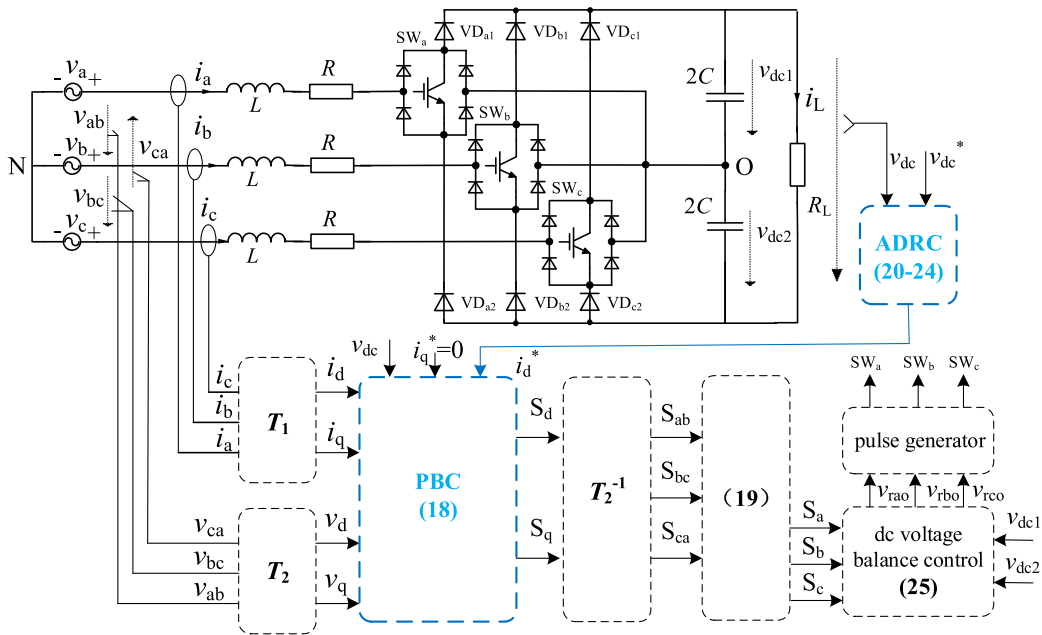 VDa1 VDb1 VDc1
SWa
- va + ia L R
2C vdc1
iL
vab ib SWb
N - vb + vca L R O vdc vdc*
vbc ic SWc
- vc + L R
2C vdc2 RL
ADRC
(20-24)
VDa2 VDb2 VDc2
vdc iq*=0 id*
SWa SWb SWc
ic id
ib T1
ia iq
Sd Sab
pulse generator
PBC
(18)
T2-1 Sbc (19)
vrao vrbo vrco
vca vd Sq Sca Sa vdc1
vbc T2 Sb
vab vq Sc vdc2
dc voltage
balance control
(25)